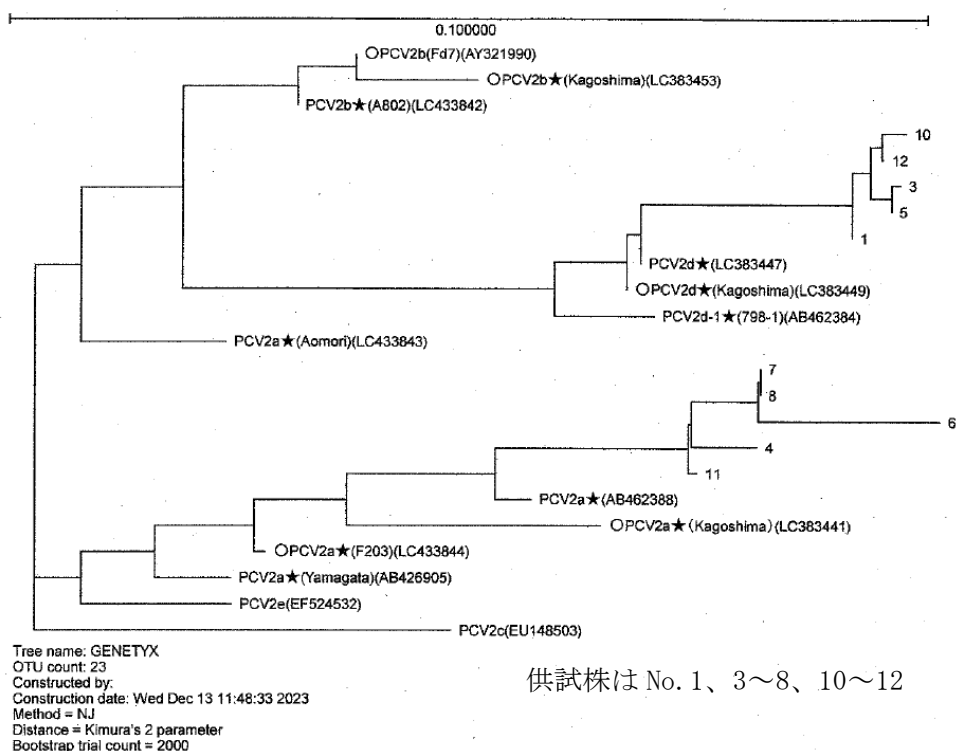 0.100000
○PCV2b(Fd7)(AY321990)
○PCV2b★(Kagoshima)(LC383453)
PCV2b★(A802)(LC433842)
10
12
3
5
1
PCV2d★(LC383447)
○PCV2d★(Kagoshima)(LC383449)
PCV2d-1★(798-1)(AB462384)
PCV2a★(Aomori)(LC433843)
7
8
6
4
11
PCV2a★(AB462388)
○PCV2a★(Kagoshima)(LC383441)
○PCV2a★(F203)(LC433844)
PCV2a★(Yamagata)(AB426905)
PCV2e(EF524532)
PCV2c(EU148503)
Tree name: GENETYX
OTU count: 23
Constructed by:
Construction date: Wed Dec 13 11:48:33 2023
Method = NJ
Distance = Kimura's 2 parameter
Bootstrap trial count = 2000
供試株は No.1、3～8、10～12